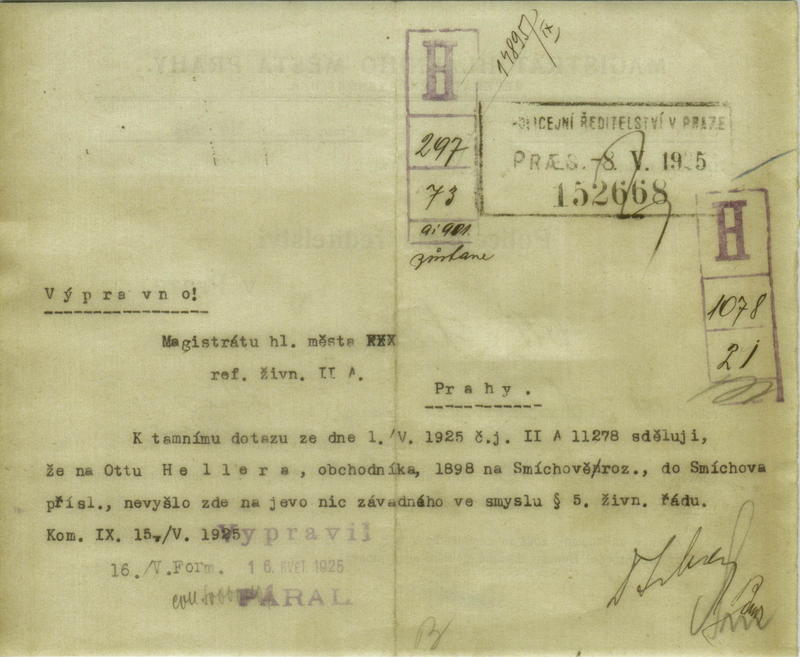 H
297
73
zůstane
POLICEJNÍ ŘEDITELSTVÍ V PRAZE
PRÆS. -8. V. 1925
152668
H
1078
21
Výpravno!
Magistrátu hl. města XXX
ref. živn. II A.
Prahy.
K tamnímu dotazu ze dne 1./V. 1925 č.j. II A 11278 sděluji,
že na Ottu Hellera, obchodníka, 1898 na Smíchově/roz., do Smíchova
přísl., nevyšlo zde na jevo nic závadného ve smyslu § 5. živn. řádu.
Kom. IX. 15./V. 1925
Vypravil
16./V. Form. 16. KVĚT. 1925
PÁRAL